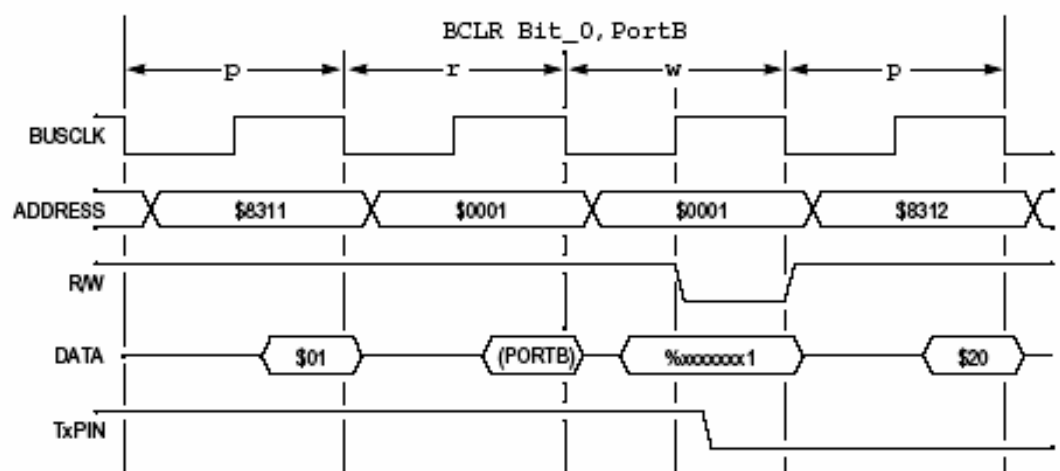 BCLR Bit_0,PortB
p r w p
BUSCLK
ADDRESS $8311 $0001 $0001 $8312
R/W
DATA $01 (PORTB) %xxxxxxx1 $20
TxPIN